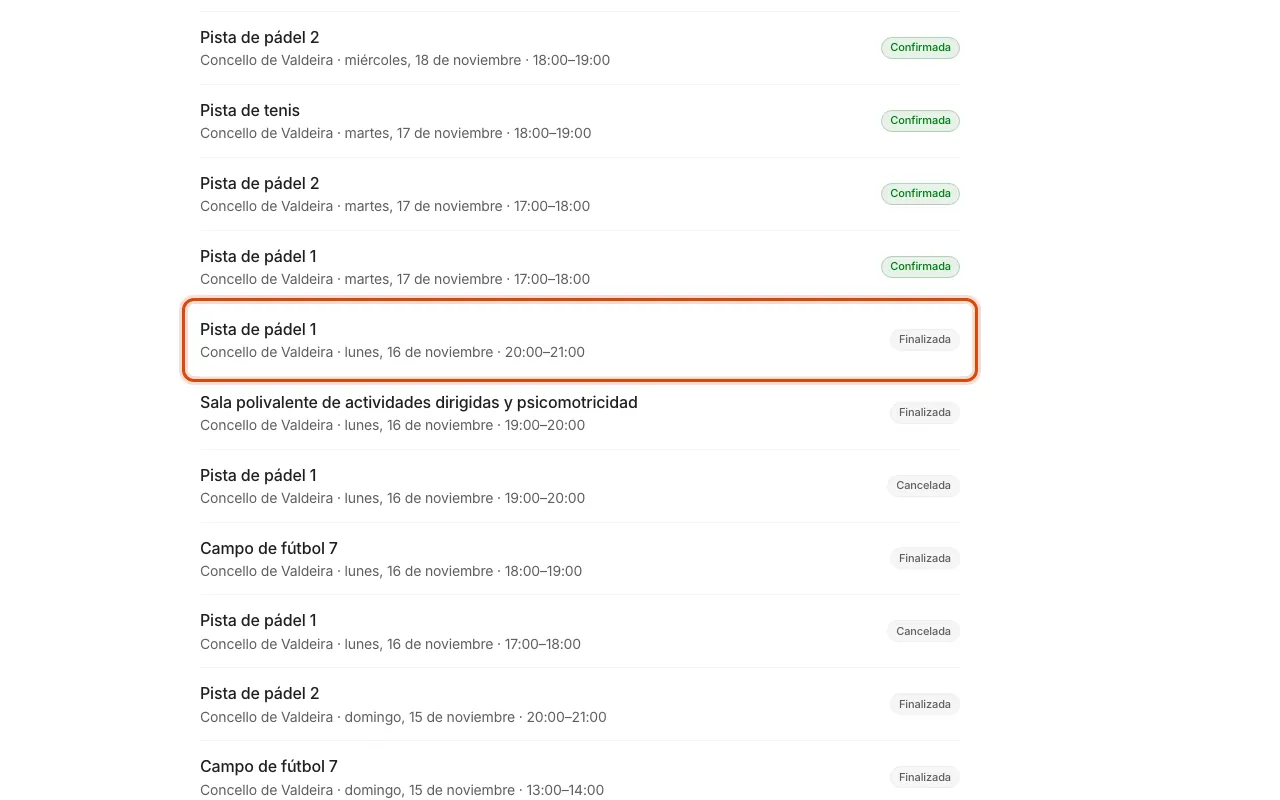 Pista de pádel 2
Confirmada
Concello de Valdeira · miércoles, 18 de noviembre · 18:00–19:00
Pista de tenis
Confirmada
Concello de Valdeira · martes, 17 de noviembre · 18:00–19:00
Pista de pádel 2
Confirmada
Concello de Valdeira · martes, 17 de noviembre · 17:00–18:00
Pista de pádel 1
Confirmada
Concello de Valdeira · martes, 17 de noviembre · 17:00–18:00
Pista de pádel 1
Finalizada
Concello de Valdeira · lunes, 16 de noviembre · 20:00–21:00
Sala polivalente de actividades dirigidas y psicomotricidad
Finalizada
Concello de Valdeira · lunes, 16 de noviembre · 19:00–20:00
Pista de pádel 1
Cancelada
Concello de Valdeira · lunes, 16 de noviembre · 19:00–20:00
Campo de fútbol 7
Finalizada
Concello de Valdeira · lunes, 16 de noviembre · 18:00–19:00
Pista de pádel 1
Cancelada
Concello de Valdeira · lunes, 16 de noviembre · 17:00–18:00
Pista de pádel 2
Finalizada
Concello de Valdeira · domingo, 15 de noviembre · 20:00–21:00
Campo de fútbol 7
Finalizada
Concello de Valdeira · domingo, 15 de noviembre · 13:00–14:00